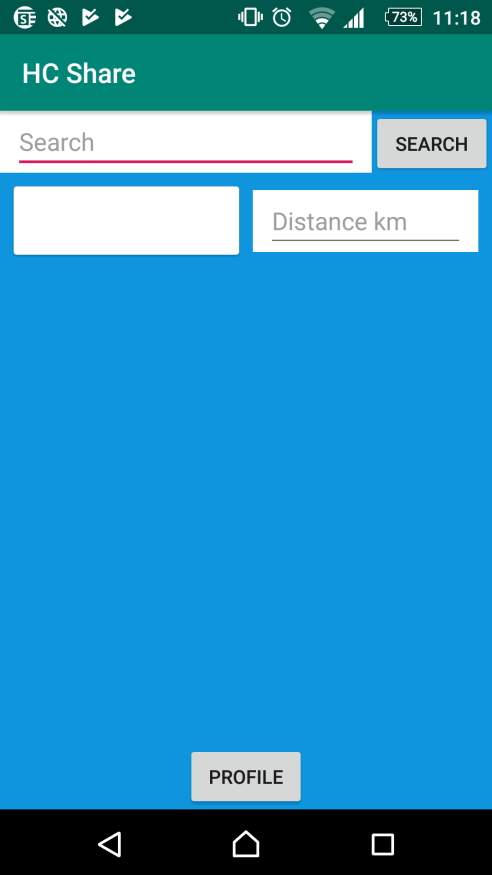 73% 11:18
HC Share
Search SEARCH
Distance km
PROFILE